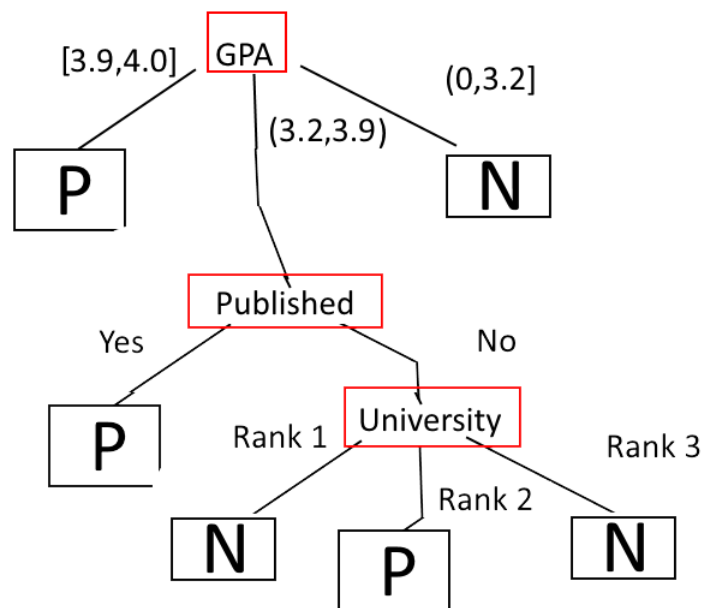 GPA
[3.9,4.0]
(0,3.2]
(3.2,3.9)
P
N
Published
Yes
No
P
University
Rank 1
Rank 3
Rank 2
N
P
N